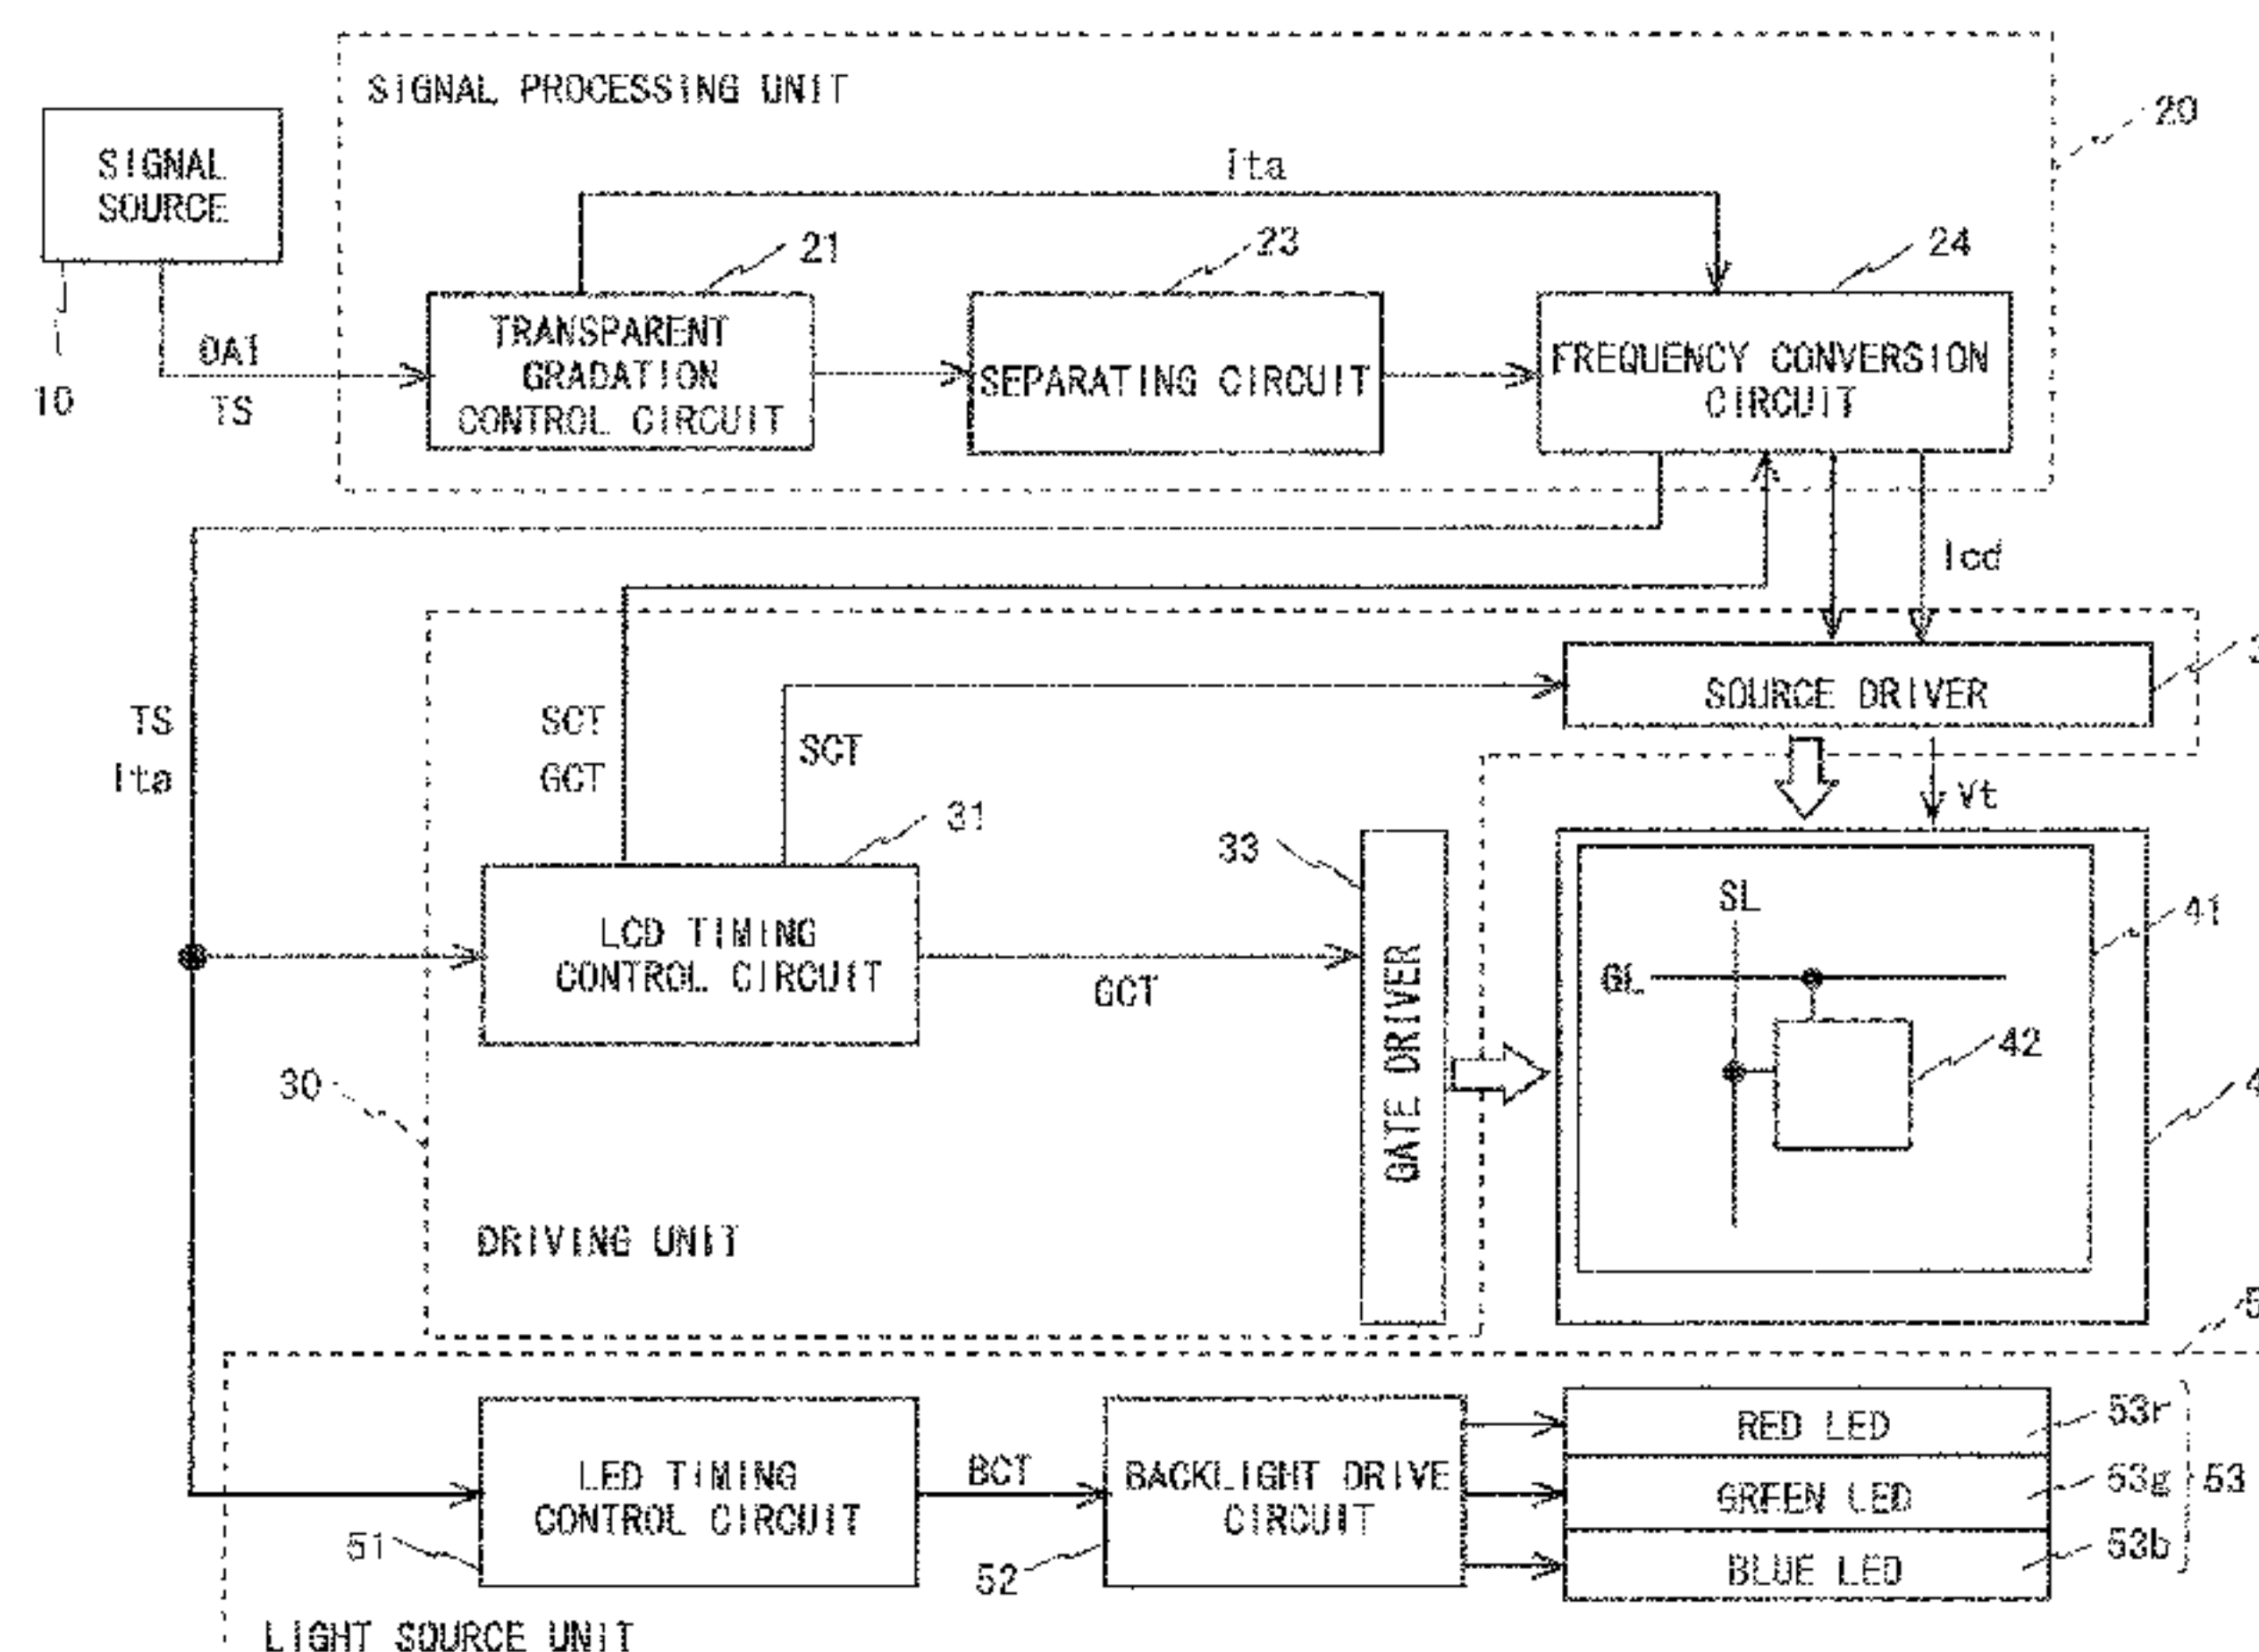 SIGNAL PROCESSING UNIT
20
SIGNAL
SOURCE
Ita
21
23
24
TRANSPARENT
GRADATION
CONTROL CIRCUIT
SEPARATING CIRCUIT
FREQUENCY CONVERSION
CIRCUIT
DAT
TS
10
lcd
SOURCE DRIVER
TS
Ita
SCT
GCT
SCT
Vt
31
33
LCD TIMING
CONTROL CIRCUIT
GCT
GATE DRIVER
SL
GL
41
42
30
DRIVING UNIT
LED TIMING
CONTROL CIRCUIT
51
BCT
BACKLIGHT DRIVE
CIRCUIT
52
RED LED
GREEN LED
BLUE LED
53r
53g
53b
53
LIGHT SOURCE UNIT